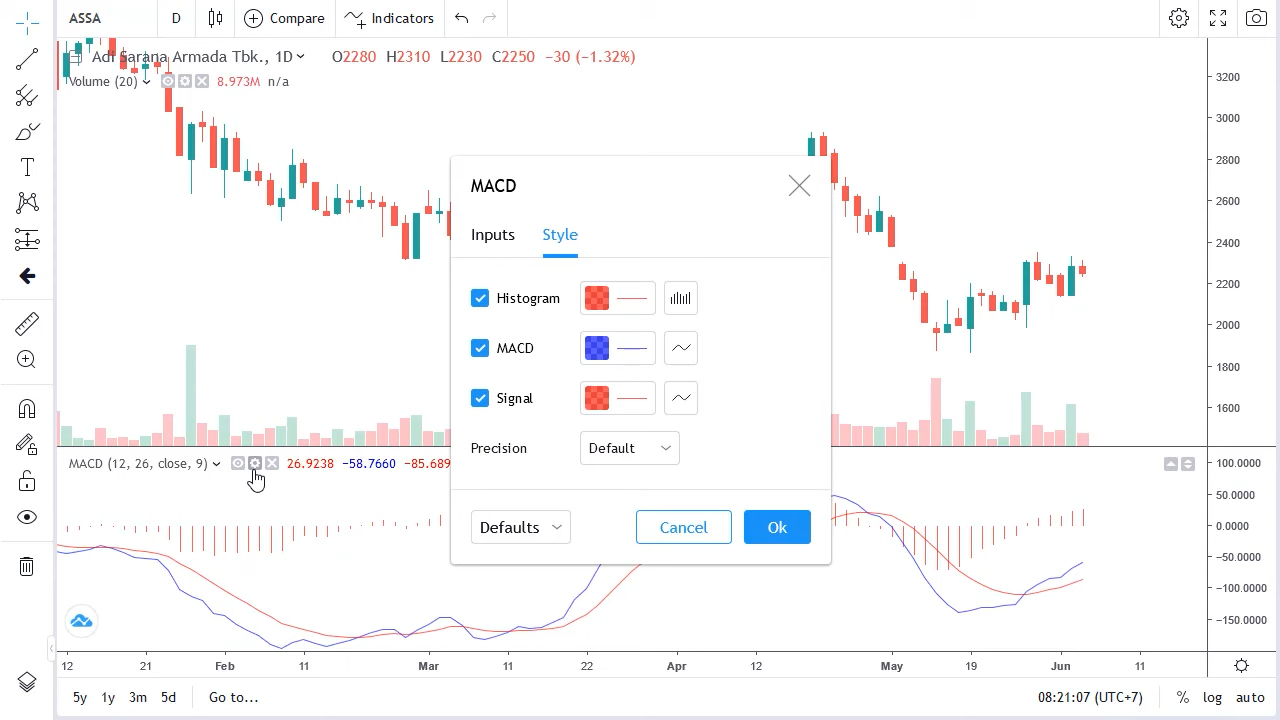 ASSA
D
Compare
Indicators
Adi Sarana Armada Tbk., 1D
O2280 H2310 L2230 C2250 −30 (−1.32%)
Volume (20)
8.973M n/a
3200
3000
2800
2600
2400
2200
2000
1800
1600
MACD
Inputs
Style
Histogram
MACD
Signal
Precision
Default
Defaults
Cancel
Ok
MACD (12, 26, close, 9)
26.9238 −58.7660 −85.689
100.0000
50.0000
0.0000
−50.0000
−100.0000
−150.0000
12 21 Feb 11 Mar 11 22 Apr 12 May 19 Jun 11
5y 1y 3m 5d Go to...
08:21:07 (UTC+7) % log auto